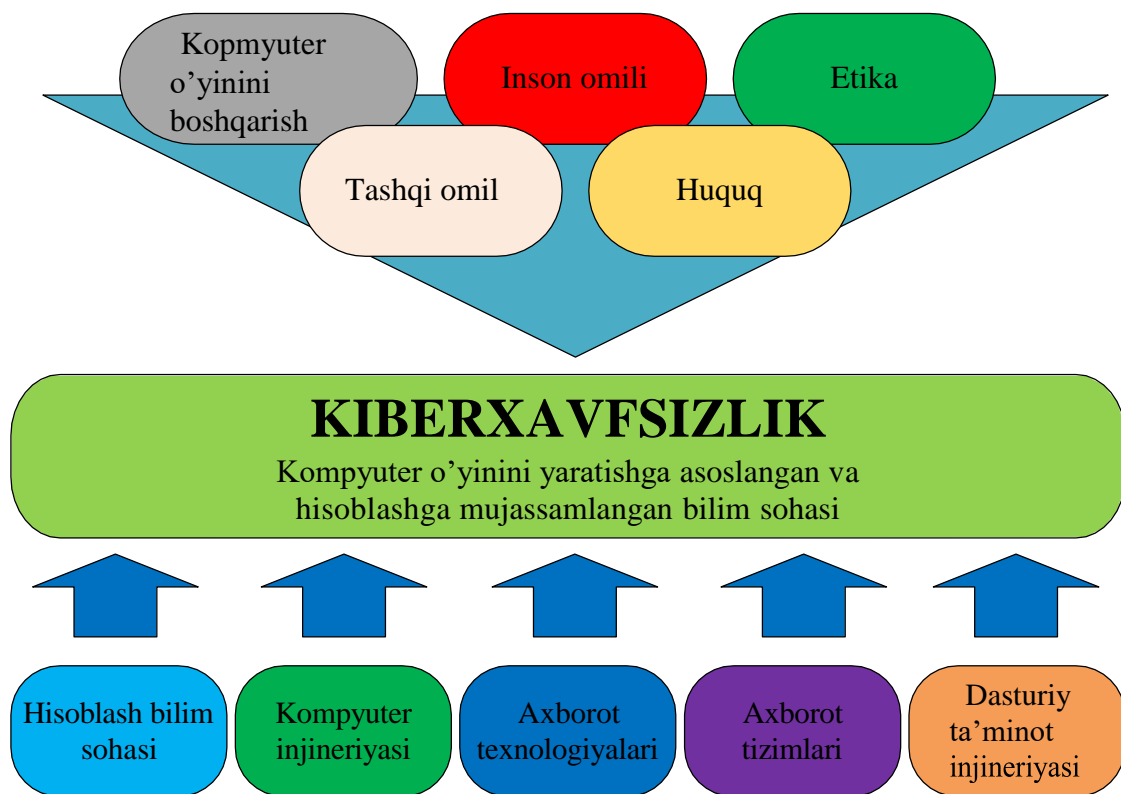 Kopmyuter
o’yinini
boshqarish
Inson omili
Etika
Tashqi omil
Huquq
KIBERXAVFSIZLIK
Kompyuter o’yinini yaratishga asoslangan va
hisoblashga mujassamlangan bilim sohasi
Hisoblash bilim
sohasi
Kompyuter
injineriyasi
Axborot
texnologiyalari
Axborot
tizimlari
Dasturiy
ta’minot
injineriyasi